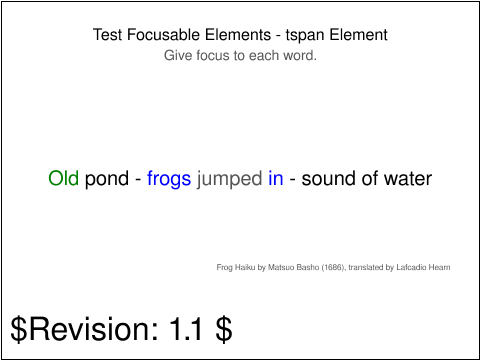 Test Focusable Elements - tspan Element
Give focus to each word.
Old pond - frogs jumped in - sound of water
Frog Haiku by Matsuo Basho (1686), translated by Lafcadio Hearn
$Revision: 1.1 $